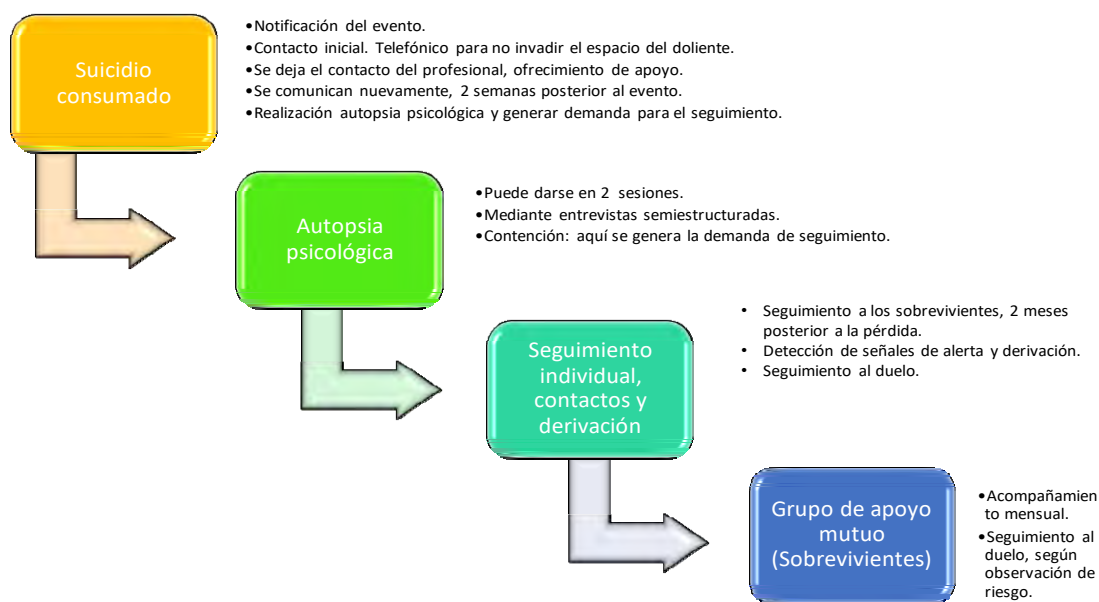 Suicidio
consumado
•Notificación del evento.
•Contacto inicial. Telefónico para no invadir el espacio del doliente.
•Se deja el contacto del profesional, ofrecimiento de apoyo.
•Se comunican nuevamente, 2 semanas posterior al evento.
•Realización autopsia psicológica y generar demanda para el seguimiento.
Autopsia
psicológica
•Puede darse en 2 sesiones.
•Mediante entrevistas semiestructuradas.
•Contención: aquí se genera la demanda de seguimiento.
Seguimiento
individual,
contactos y
derivación
• Seguimiento a los sobrevivientes, 2 meses
posterior a la pérdida.
• Detección de señales de alerta y derivación.
• Seguimiento al duelo.
Grupo de apoyo
mutuo
(Sobrevivientes)
•Acompañamien
to mensual.
•Seguimiento al
duelo, según
observación de
riesgo.